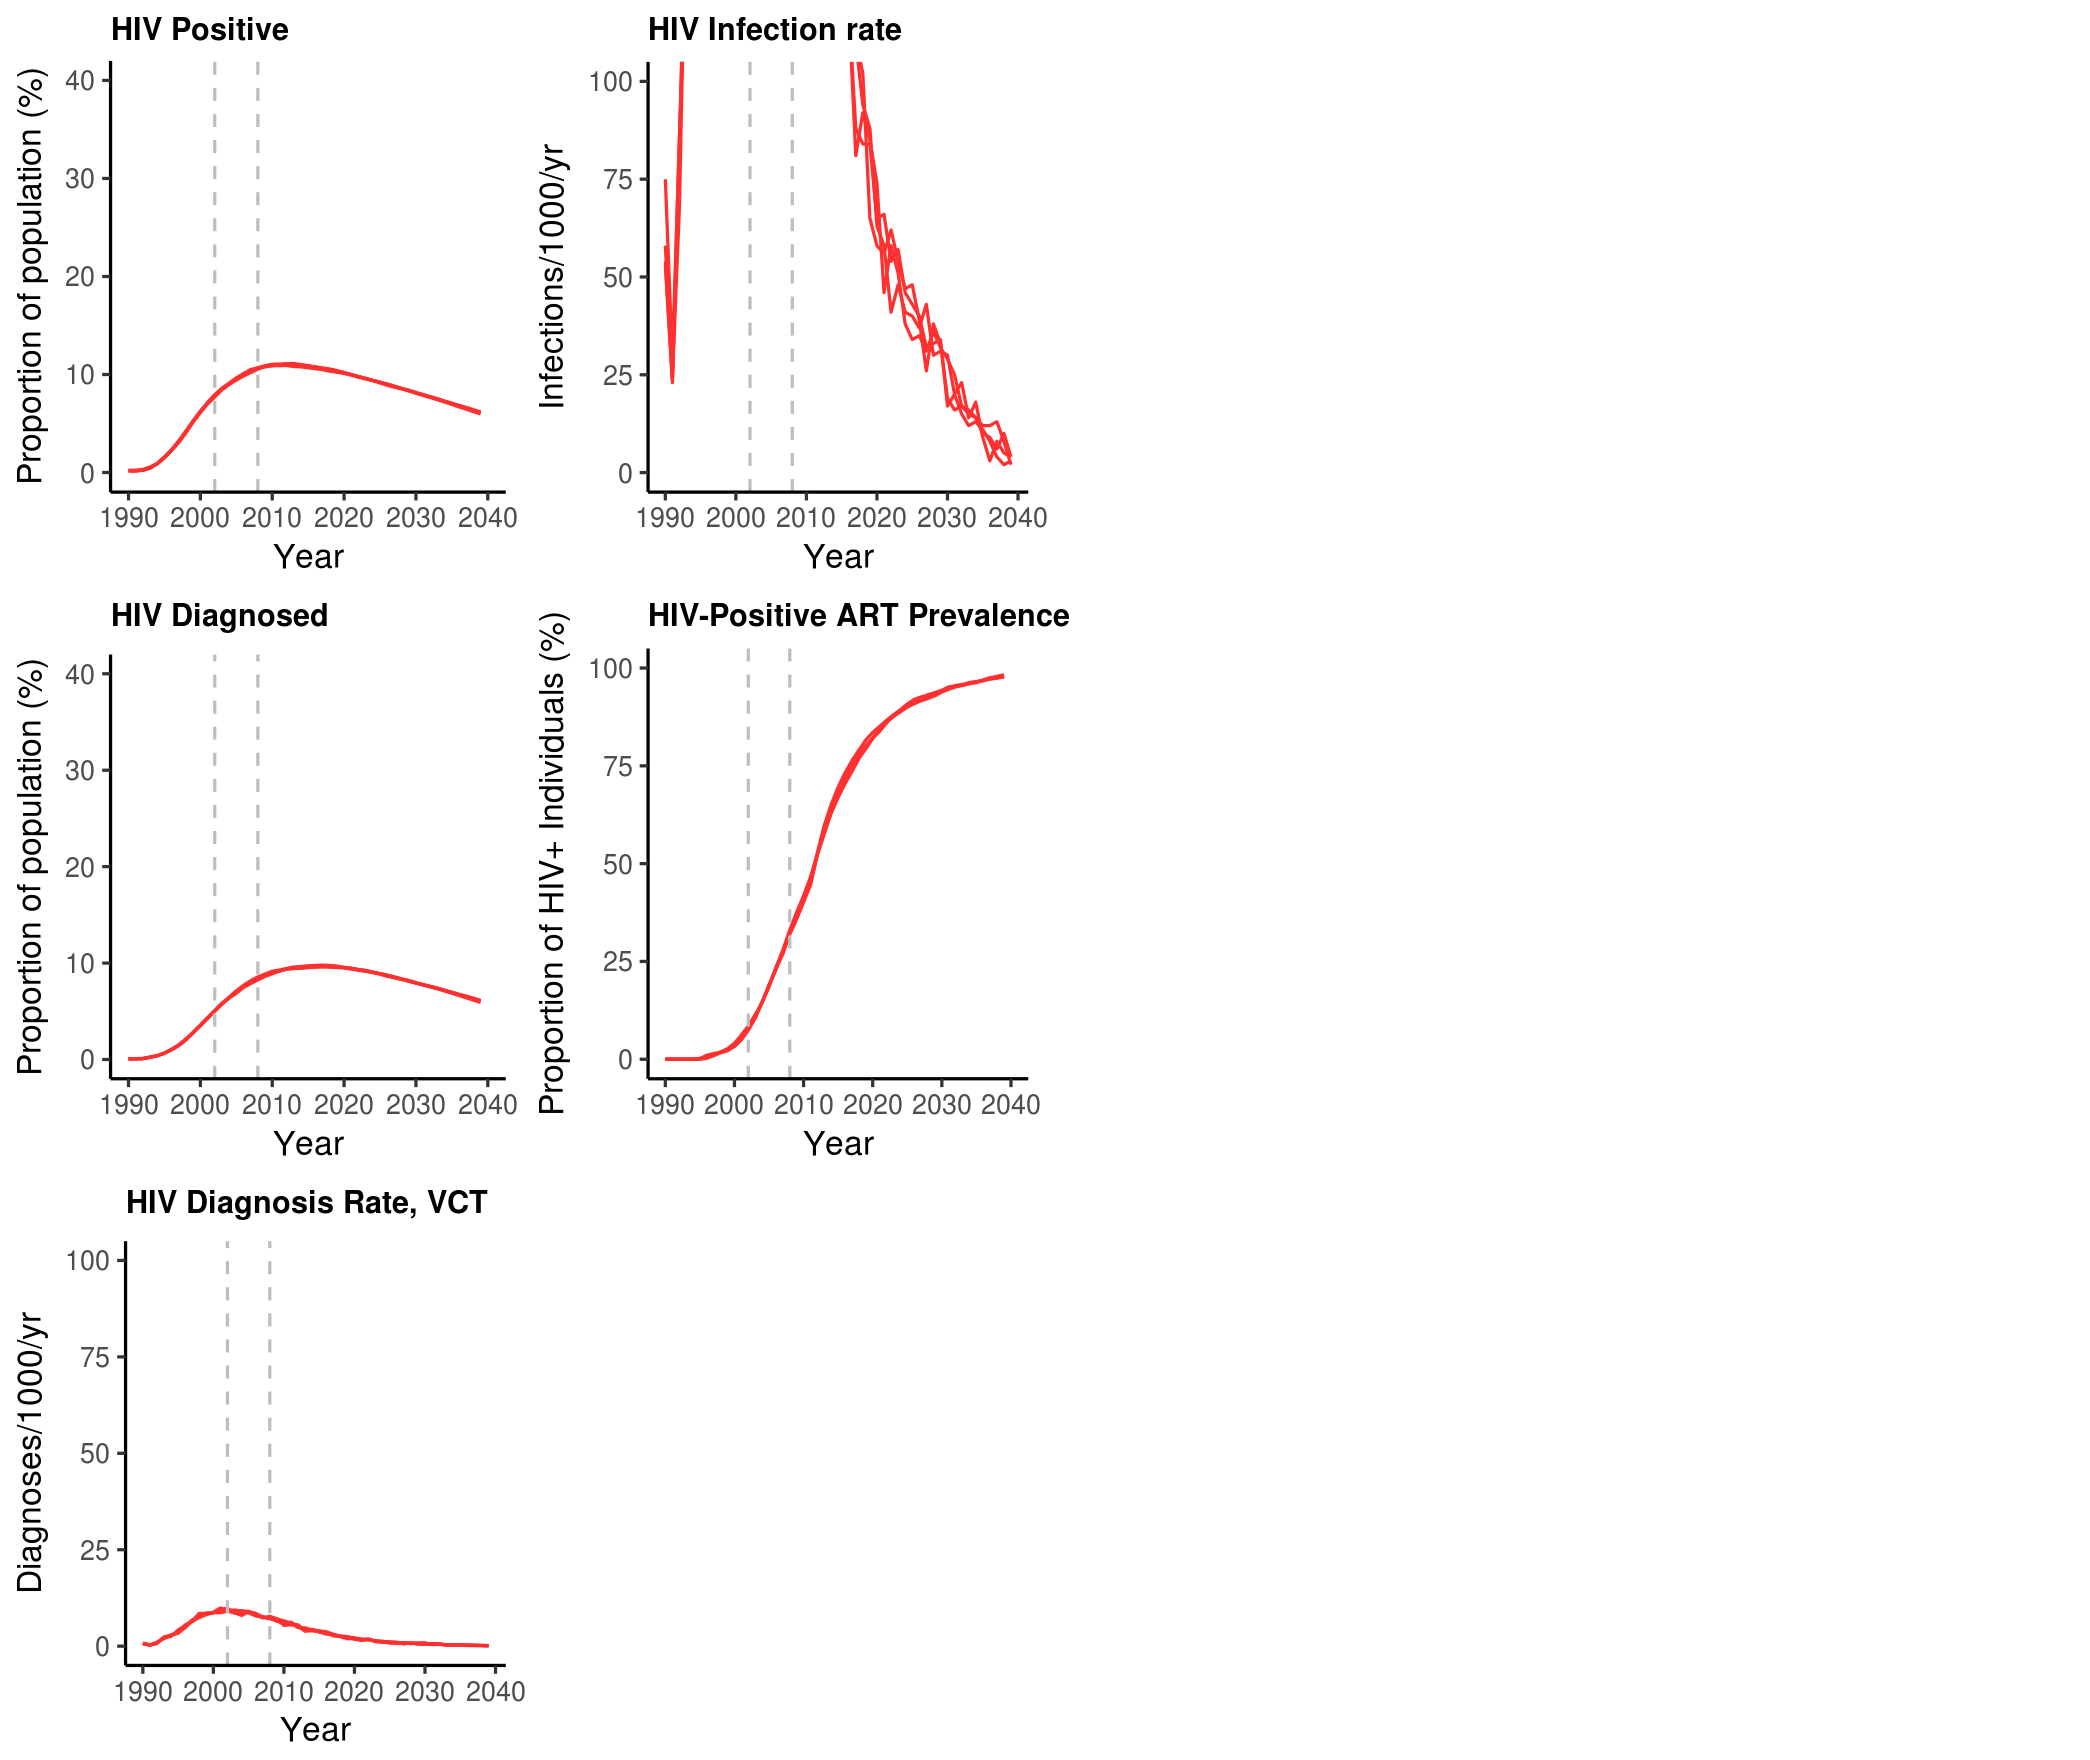 HIV Positive
Proportion of population (%)
40
30
20
10
0
1990 2000 2010 2020 2030 2040
Year
HIV Infection rate
Infections/1000/yr
100
75
50
25
0
1990 2000 2010 2020 2030 2040
Year
HIV Diagnosed
Proportion of population (%)
40
30
20
10
0
1990 2000 2010 2020 2030 2040
Year
HIV-Positive ART Prevalence
Proportion of HIV+ Individuals (%)
100
75
50
25
0
1990 2000 2010 2020 2030 2040
Year
HIV Diagnosis Rate, VCT
Diagnoses/1000/yr
100
75
50
25
0
1990 2000 2010 2020 2030 2040
Year